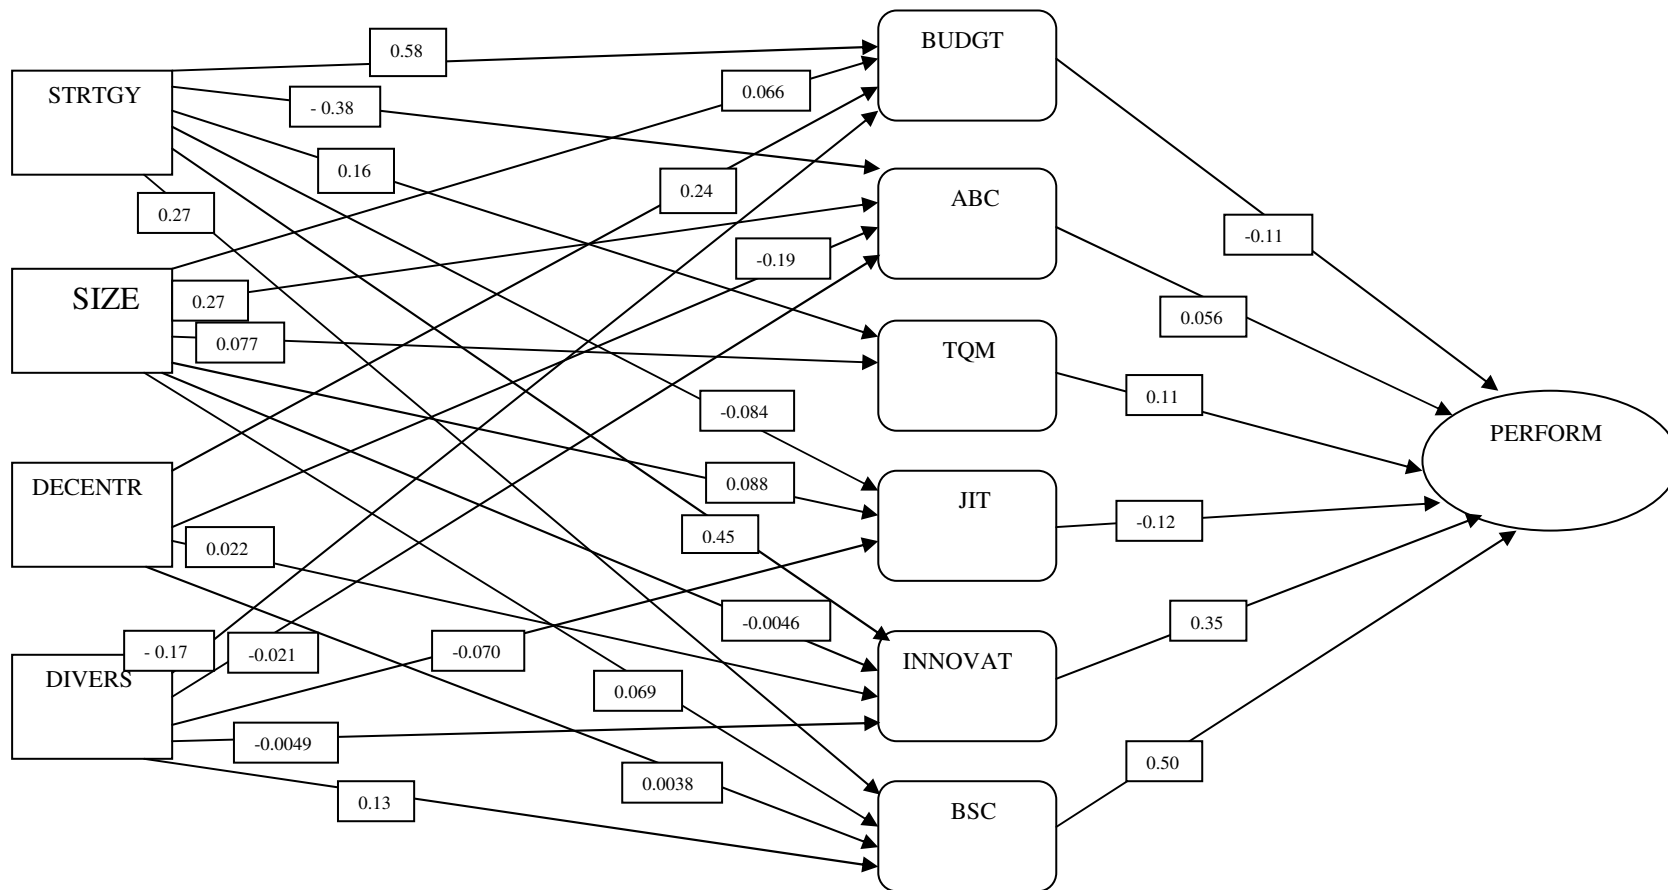 BUDGT
0.58
STRTGY
0.066
- 0.38
0.16
0.24
ABC
0.27
-0.11
-0.19
SIZE
0.27
0.056
0.077
TQM
0.11
-0.084
PERFORM
DECENTR
0.088
JIT
-0.12
0.45
0.022
-0.0046
0.35
- 0.17
-0.021
-0.070
INNOVAT
DIVERS
0.069
-0.0049
0.50
0.0038
0.13
BSC